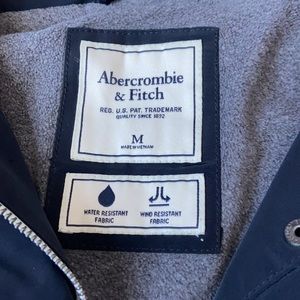 Abercrombie
& Fitch
REG. U.S. PAT. TRADEMARK
QUALITY SINCE 1892
M
MADE IN VIETNAM
WATER RESISTANT
FABRIC
WIND RESISTANT
FABRIC